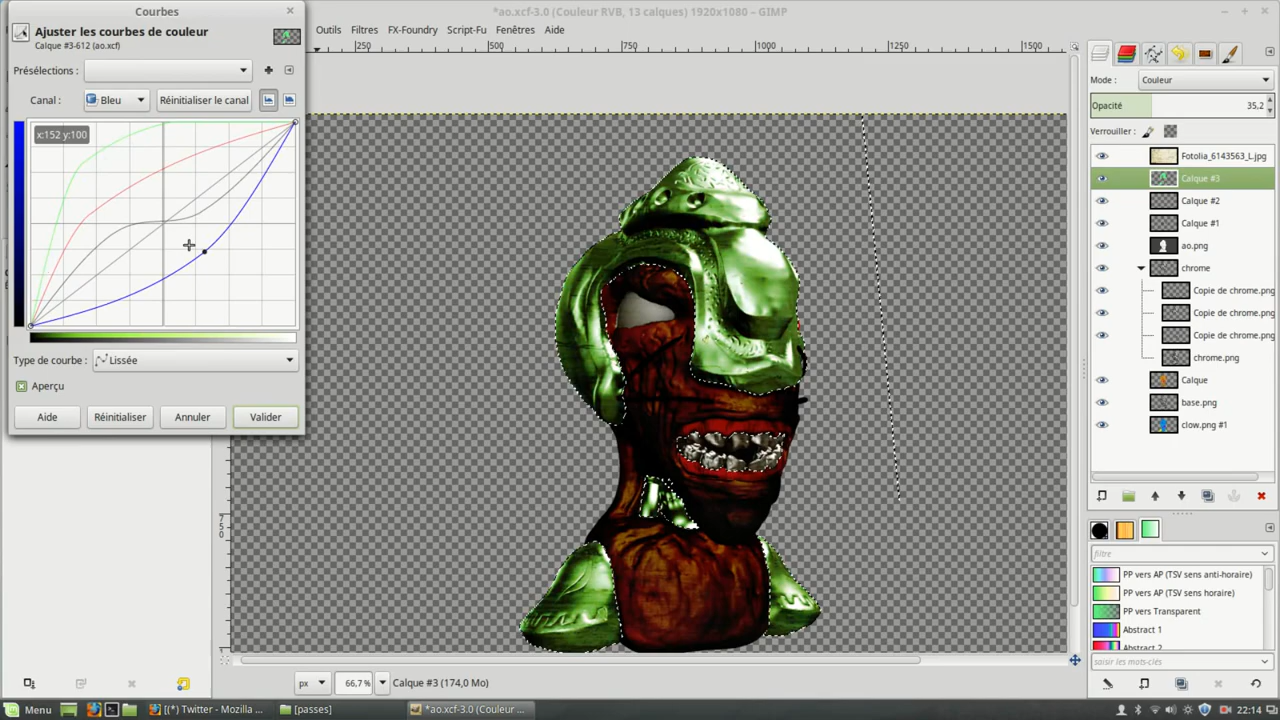 Courbes
*ao.xcf-3.0 (Couleur RVB, 13 calques) 1920x1080 – GIMP
Ajuster les courbes de couleur
Calque #3-612 (ao.xcf)
Outils Filtres FX-Foundry Script-Fu Fenêtres Aide
250 500 750 1000 1250 1500
Présélections :
Canal : Bleu Réinitialiser le canal
x:152 y:100
Type de courbe : Lissée
Aperçu
Aide Réinitialiser Annuler Valider
Mode : Couleur
Opacité 35,2
Verrouiller :
Fotolia_6143563_L.jpg
Calque #3
Calque #2
Calque #1
ao.png
chrome
Copie de chrome.png
Copie de chrome.png
Copie de chrome.png
chrome.png
Calque
base.png
clow.png #1
750
filtre
PP vers AP (TSV sens anti-horaire)
PP vers AP (TSV sens horaire)
PP vers Transparent
Abstract 1
Abstract 2
saisir les mots-clés
px 66,7 % Calque #3 (174,0 Mo)
Menu [(*) Twitter - Mozilla ... [passes] *ao.xcf-3.0 (Couleur ... 22:14